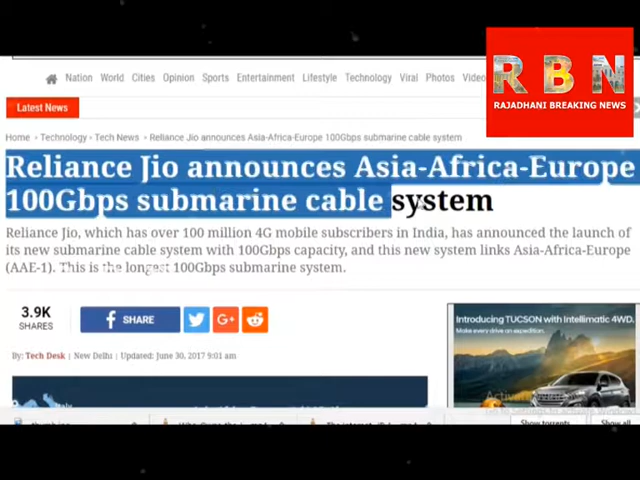 Nation World Cities Opinion Sports Entertainment Lifestyle Technology Viral Photos Video
RBN
RAJADHANI BREAKING NEWS
Latest News
Home › Technology › Tech News › Reliance Jio announces Asia-Africa-Europe 100Gbps submarine cable system
Reliance Jio announces Asia-Africa-Europe
100Gbps submarine cable system
Reliance Jio, which has over 100 million 4G mobile subscribers in India, has announced the launch of
its new submarine cable system with 100Gbps capacity, and this new system links Asia-Africa-Europe
(AAE-1). This is the longest 100Gbps submarine system.
3.9K
SHARES
f SHARE
G+
By: Tech Desk | New Delhi | Updated: June 30, 2017 9:01 am
Introducing TUCSON with Intellimatic 4WD.
Make every drive an expedition.
Show torrents
Show all